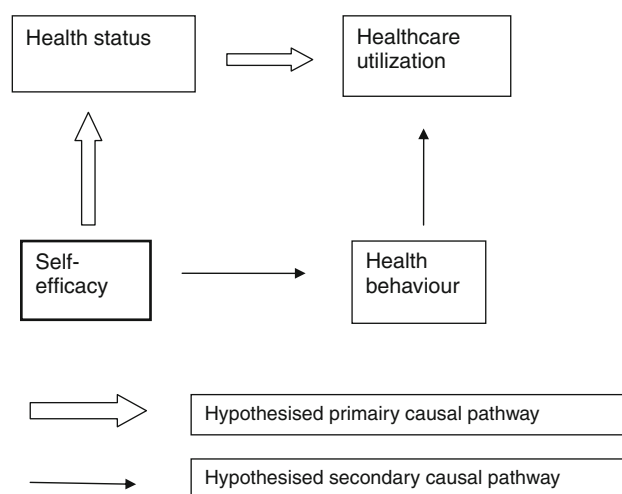 Health status
Healthcare
utilization
Self-
efficacy
Health
behaviour
Hypothesised primairy causal pathway
Hypothesised secondary causal pathway